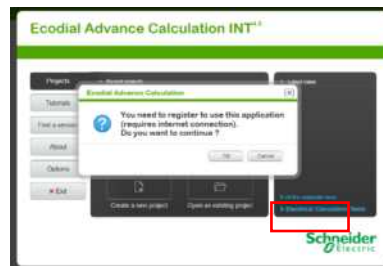 Ecodial Advance Calculation INT
Projects
Tutorials
About
Options
Exit
Ecodial Advance Calculation
You need to register to use this application
(requires internet connection).
Do you want to continue ?
OK
Cancel
Create a new project
Open an existing project
Schneider
Electric